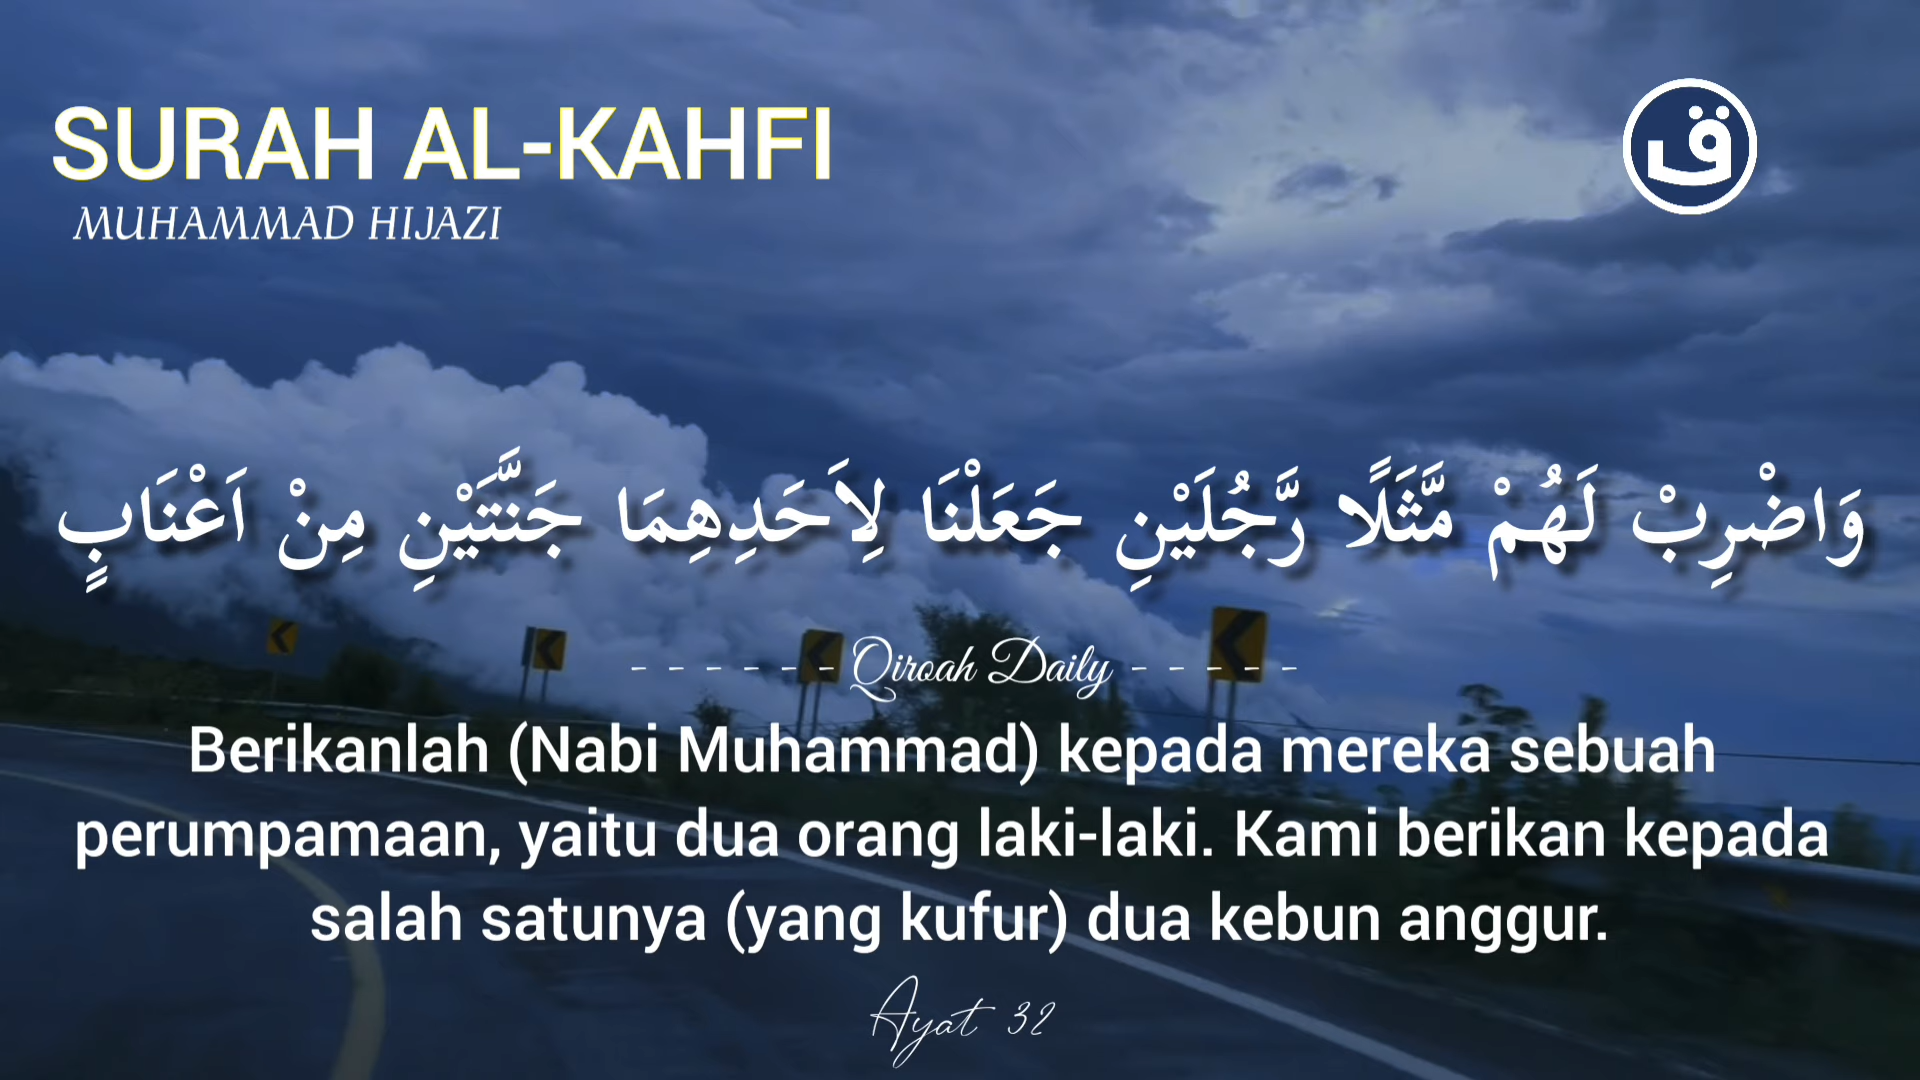 SURAH AL-KAHFI
MUHAMMAD HIJAZI
ق
وَاضْرِبْ لَهُمْ مَّثَلًا رَّجُلَيْنِ جَعَلْنَا لِاَحَدِهِمَا جَنَّتَيْنِ مِنْ اَعْنَابٍ
- - - - - - Qiroah Daily - - - - -
Berikanlah (Nabi Muhammad) kepada mereka sebuah
perumpamaan, yaitu dua orang laki-laki. Kami berikan kepada
salah satunya (yang kufur) dua kebun anggur.
Ayat 32